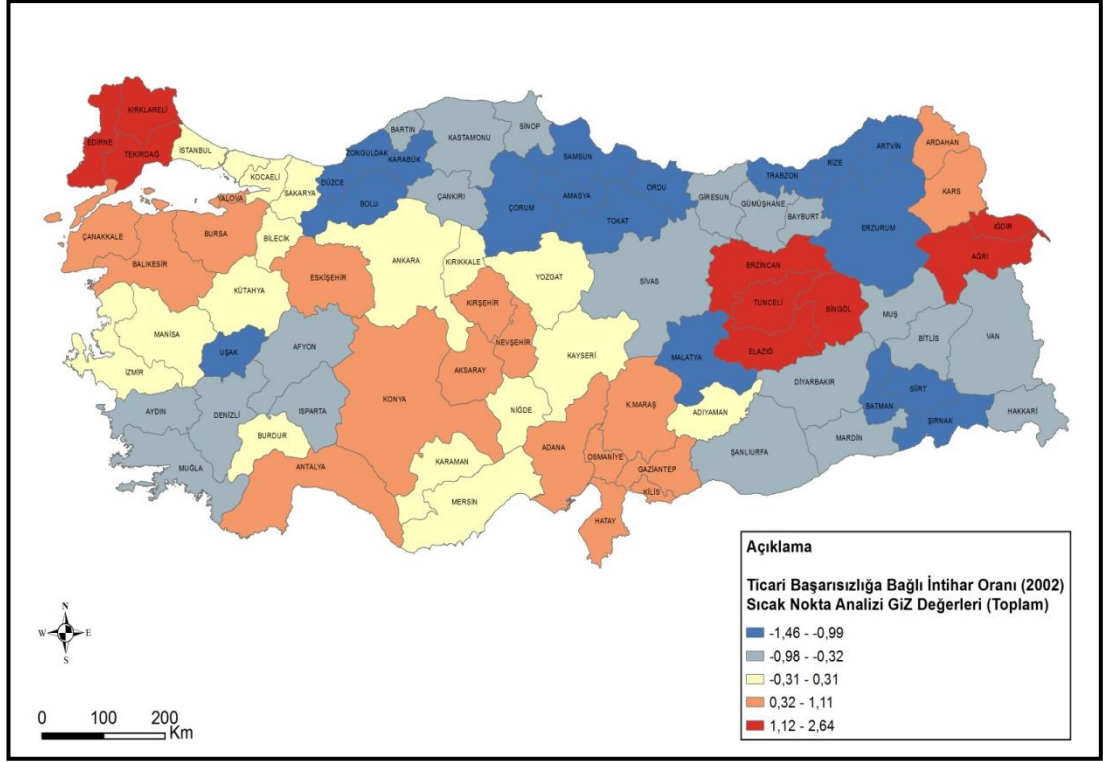 KIRKLARELİ
EDİRNE
TEKİRDAĞ
İSTANBUL
KOCAELİ
SAKARYA
YALOVA
ÇANAKKALE
BURSA
BALIKESİR
BİLECİK
ESKİŞEHİR
KÜTAHYA
MANİSA
İZMİR
UŞAK
AFYON
AYDIN
DENİZLİ
ISPARTA
BURDUR
MUĞLA
ANTALYA
BARTIN
ZONGULDAK
KARABÜK
DÜZCE
BOLU
KASTAMONU
SİNOP
ÇANKIRI
ÇORUM
SAMSUN
AMASYA
ORDU
TOKAT
ANKARA
KIRIKKALE
YOZGAT
KIRŞEHİR
NEVŞEHİR
KAYSERİ
AKSARAY
KONYA
NİĞDE
KARAMAN
MERSİN
ADANA
OSMANİYE
K.MARAŞ
GAZİANTEP
KİLİS
HATAY
SİVAS
GİRESUN
GÜMÜŞHANE
BAYBURT
TRABZON
RİZE
ARTVİN
ERZURUM
ARDAHAN
KARS
IĞDIR
AĞRI
ERZİNCAN
TUNCELİ
BİNGÖL
ELAZIĞ
MALATYA
ADIYAMAN
DİYARBAKIR
ŞANLIURFA
MARDİN
MUŞ
BİTLİS
VAN
BATMAN
SİİRT
ŞIRNAK
HAKKARİ
Açıklama
Ticari Başarısızlığa Bağlı İntihar Oranı (2002)
Sıcak Nokta Analizi GiZ Değerleri (Toplam)
-1,46 - -0,99
-0,98 - -0,32
-0,31 - 0,31
0,32 - 1,11
1,12 - 2,64
N
W E
S
0 100 200
Km